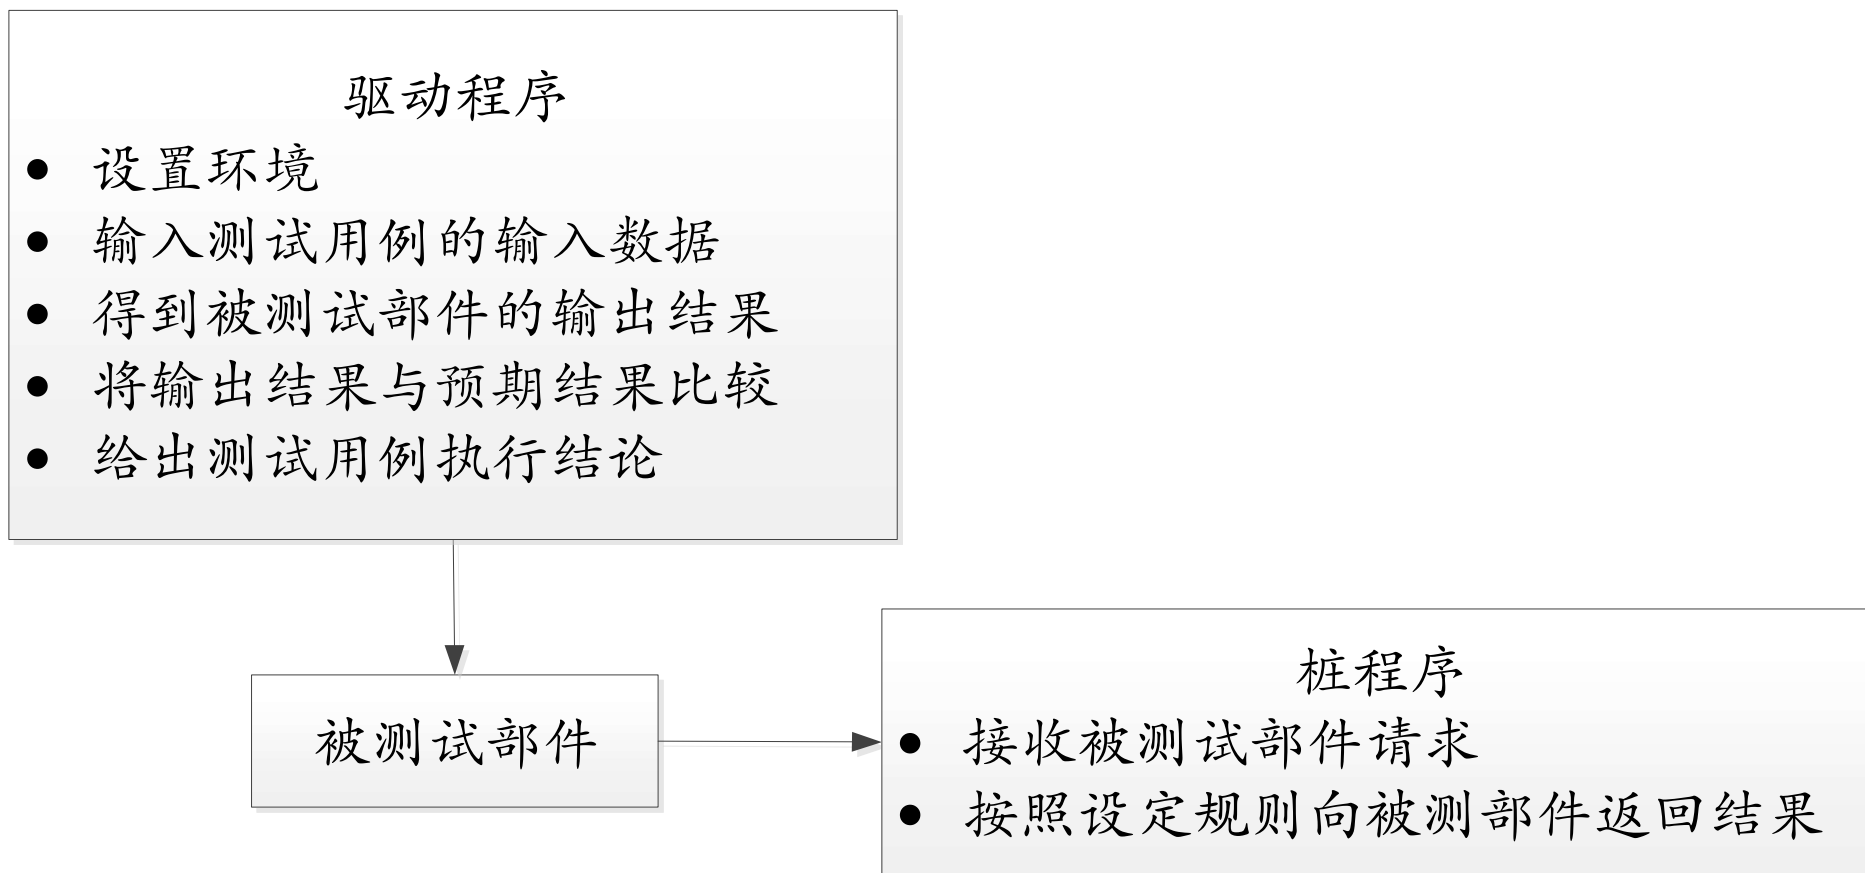 驱动程序
● 设置环境
● 输入测试用例的输入数据
● 得到被测试部件的输出结果
● 将输出结果与预期结果比较
● 给出测试用例执行结论
被测试部件
桩程序
● 接收被测试部件请求
● 按照设定规则向被测部件返回结果